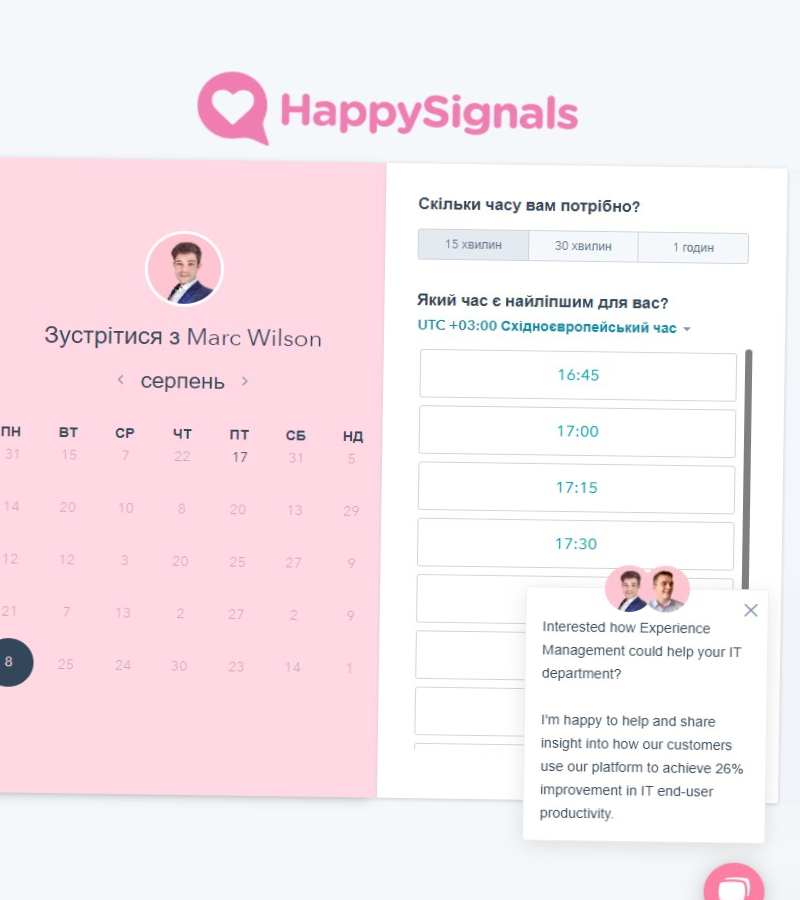 HappySignals
Зустрітися з Marc Wilson
серпень
ПН ВТ СР ЧТ ПТ СБ НД
31 15 7 22 17 31 5
14 20 10 8 20 13 29
12 12 3 20 25 27 9
21 7 13 2 27 2 9
8 25 24 30 23 14 1
Скільки часу вам потрібно?
15 хвилин 30 хвилин 1 годин
Який час є найліпшим для вас?
UTC +03:00 Східноєвропейський час
16:45
17:00
17:15
17:30
Interested how Experience
Management could help your IT
department?
I'm happy to help and share
insight into how our customers
use our platform to achieve 26%
improvement in IT end-user
productivity.